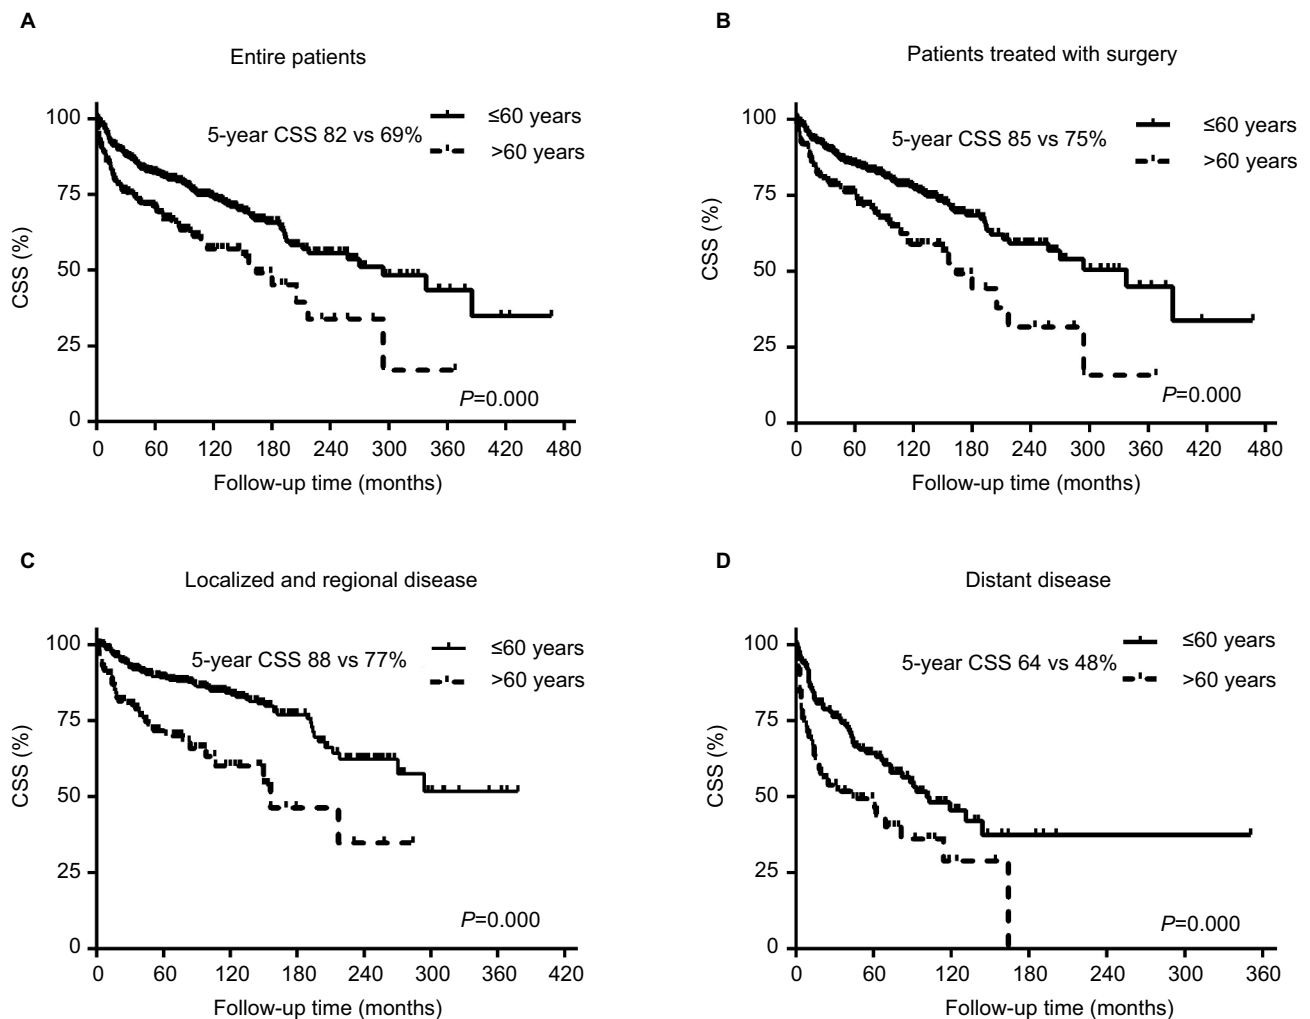 A
Entire patients
100
75
50
25
0
CSS (%)
5-year CSS 82 vs 69%
≤60 years
>60 years
P=0.000
0 60 120 180 240 300 360 420 480
Follow-up time (months)
B
Patients treated with surgery
100
75
50
25
0
CSS (%)
5-year CSS 85 vs 75%
≤60 years
>60 years
P=0.000
0 60 120 180 240 300 360 420 480
Follow-up time (months)
C
Localized and regional disease
100
75
50
25
0
CSS (%)
5-year CSS 88 vs 77%
≤60 years
>60 years
P=0.000
0 60 120 180 240 300 360 420
Follow-up time (months)
D
Distant disease
100
75
50
25
0
CSS (%)
5-year CSS 64 vs 48%
≤60 years
>60 years
P=0.000
0 60 120 180 240 300 360
Follow-up time (months)